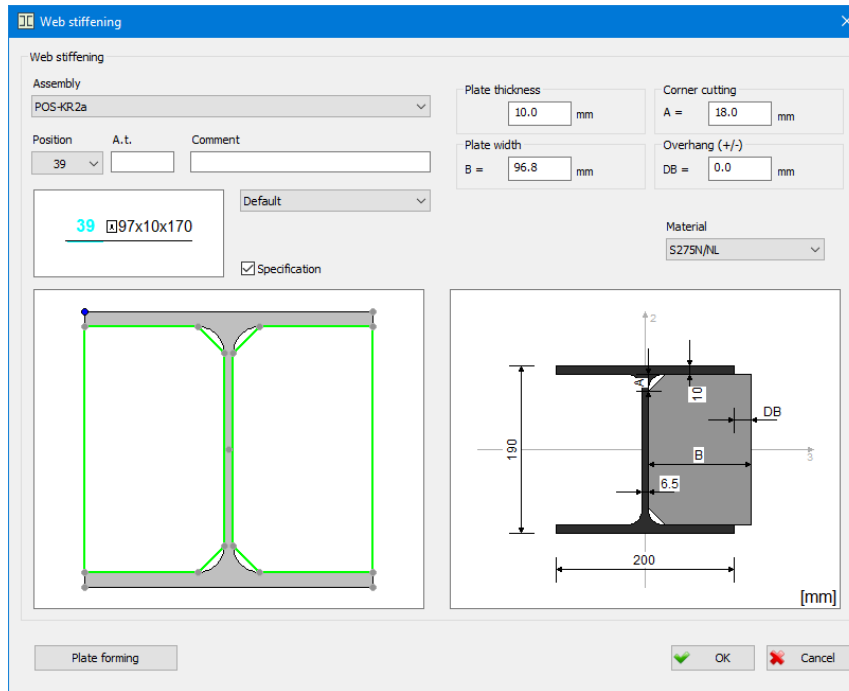 Web stiffening
Web stiffening
Assembly
POS-KR2a
Position
A.t.
Comment
39
39 97x10x170
Default
Specification
Plate thickness
10.0 mm
Corner cutting
A = 18.0 mm
Plate width
B = 96.8 mm
Overhang (+/-)
DB = 0.0 mm
Material
S275N/NL
2
A
10
DB
190
B
3
6.5
200
[mm]
Plate forming
OK
Cancel